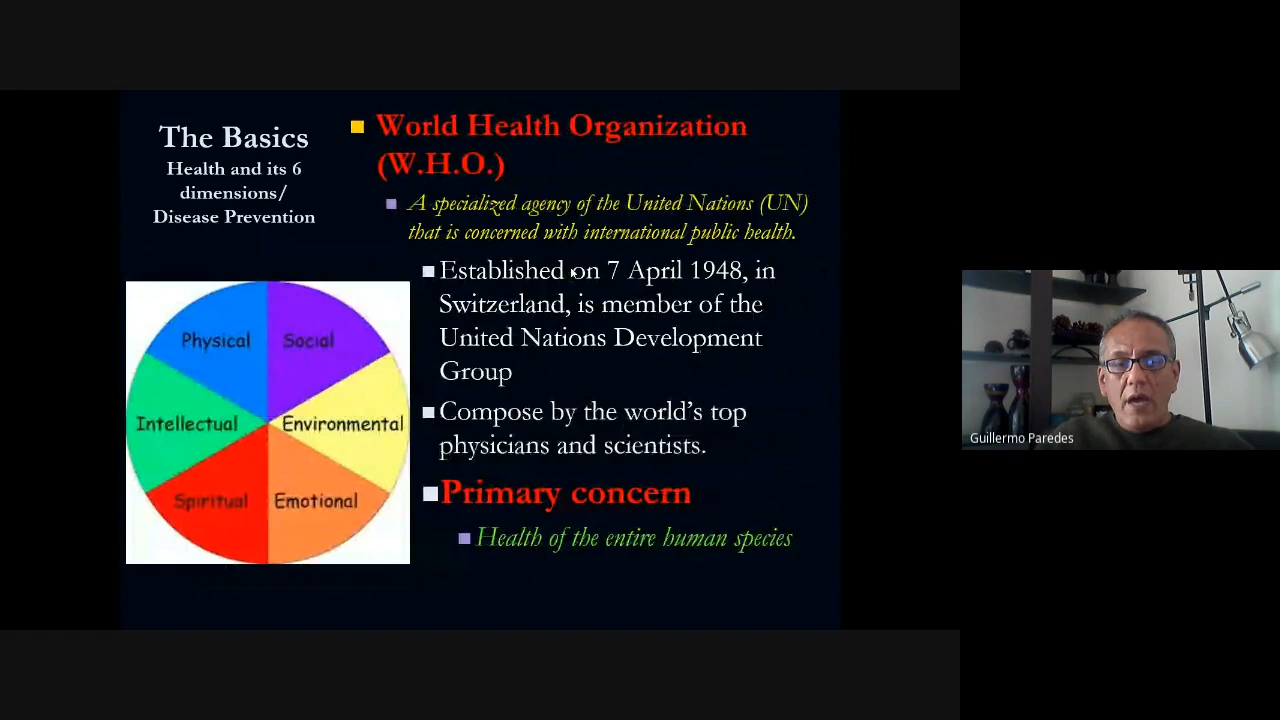 The Basics
Health and its 6
dimensions/
Disease Prevention
World Health Organization
(W.H.O.)
A specialized agency of the United Nations (UN)
that is concerned with international public health.
Established on 7 April 1948, in
Switzerland, is member of the
United Nations Development
Group
Compose by the world's top
physicians and scientists.
Primary concern
Health of the entire human species
Physical
Social
Intellectual
Environmental
Spiritual
Emotional
Guillermo Paredes